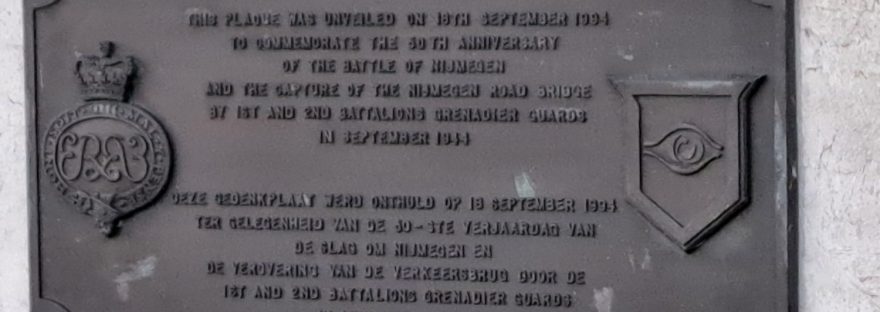 THIS PLAQUE WAS UNVEILED ON 18TH SEPTEMBER 1994
TO COMMEMORATE THE 50TH ANNIVERSARY
OF THE BATTLE OF NIJMEGEN
AND THE CAPTURE OF THE NIJMEGEN ROAD BRIDGE
BY 1ST AND 2ND BATTALIONS GRENADIER GUARDS
IN SEPTEMBER 1944
DEZE GEDENKPLAAT WERD ONTHULD OP 18 SEPTEMBER 1994
TER GELEGENHEID VAN DE 50-STE VERJAARDAG VAN
DE SLAG OM NIJMEGEN EN
DE VEROVERING VAN DE VERKEERSBRUG DOOR DE
1ST AND 2ND BATTALIONS GRENADIER GUARDS